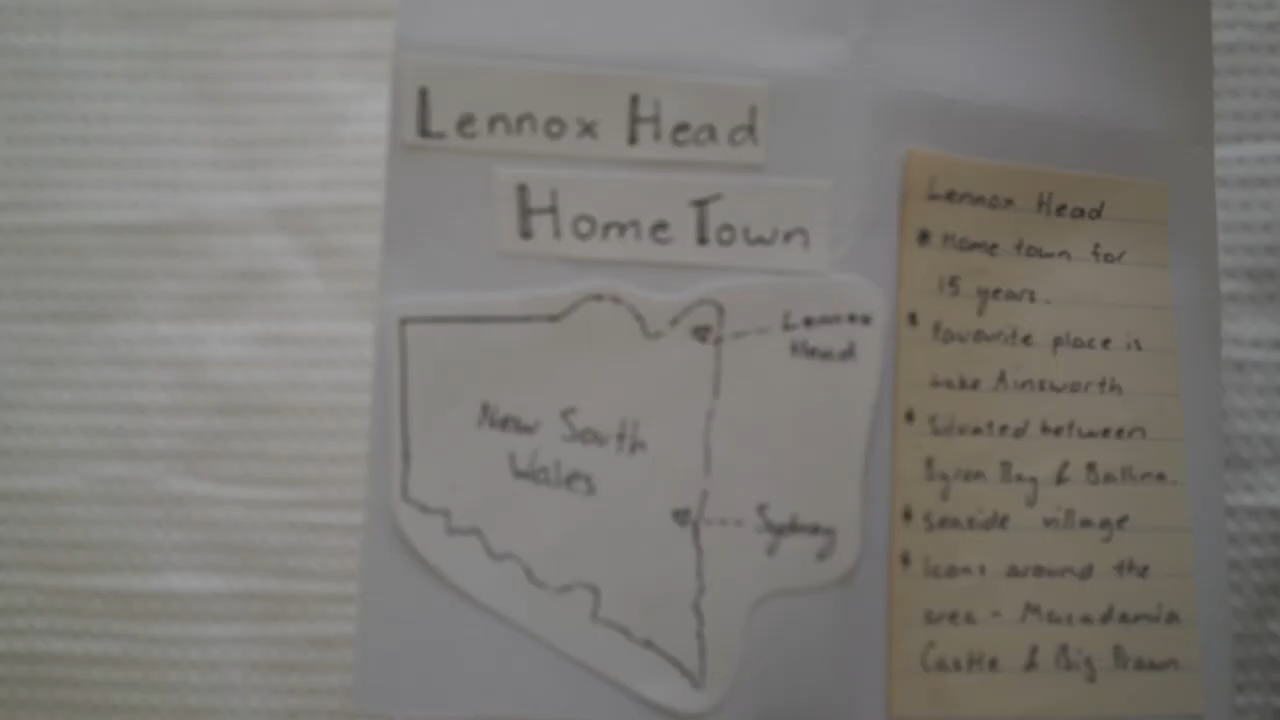 Lennox Head
Home Town
Lennox
Head
New South
Wales
Sydney
Lennox Head
* Home town for
15 years.
* Favourite place is
Lake Ainsworth
* Situated between
Byron Bay & Ballina.
* Seaside village
* Icons around the
area - Macadamia
Castle & Big Prawn